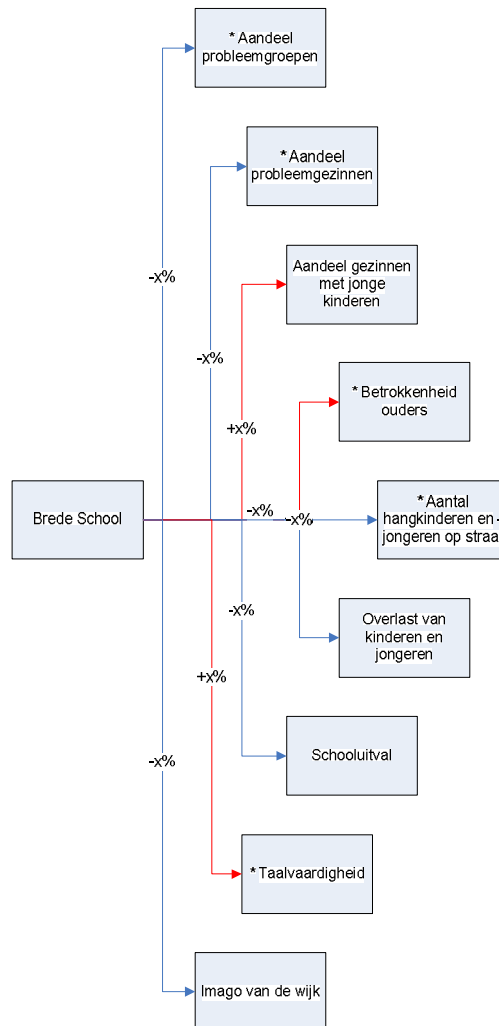 * Aandeel
probleemgroepen
* Aandeel
probleemgezinnen
Aandeel gezinnen
met jonge
kinderen
-x%
-x%
+x%
* Betrokkenheid
ouders
Brede School
-x%
-x%
* Aantal
hangkinderen en -
jongeren op straa
-x%
Overlast van
kinderen en
jongeren
+x%
-x%
Schooluitval
* Taalvaardigheid
Imago van de wijk